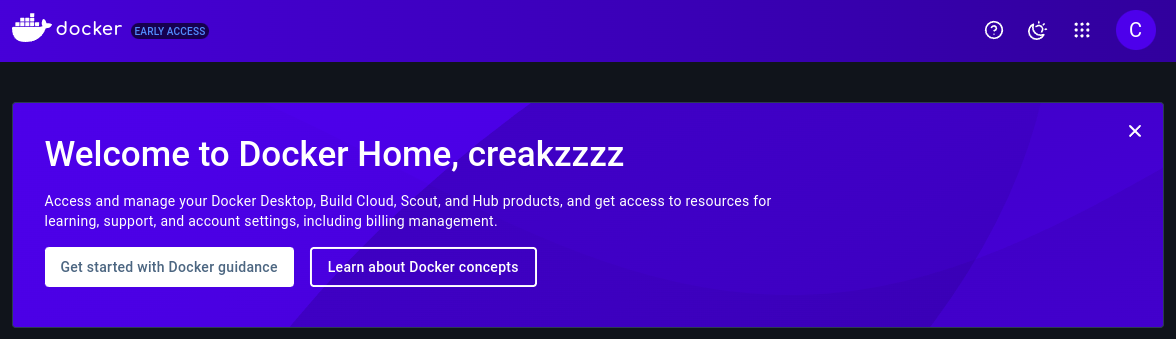 docker EARLY ACCESS C
Welcome to Docker Home, creakzzzz
Access and manage your Docker Desktop, Build Cloud, Scout, and Hub products, and get access to resources for
learning, support, and account settings, including billing management.
Get started with Docker guidance Learn about Docker concepts